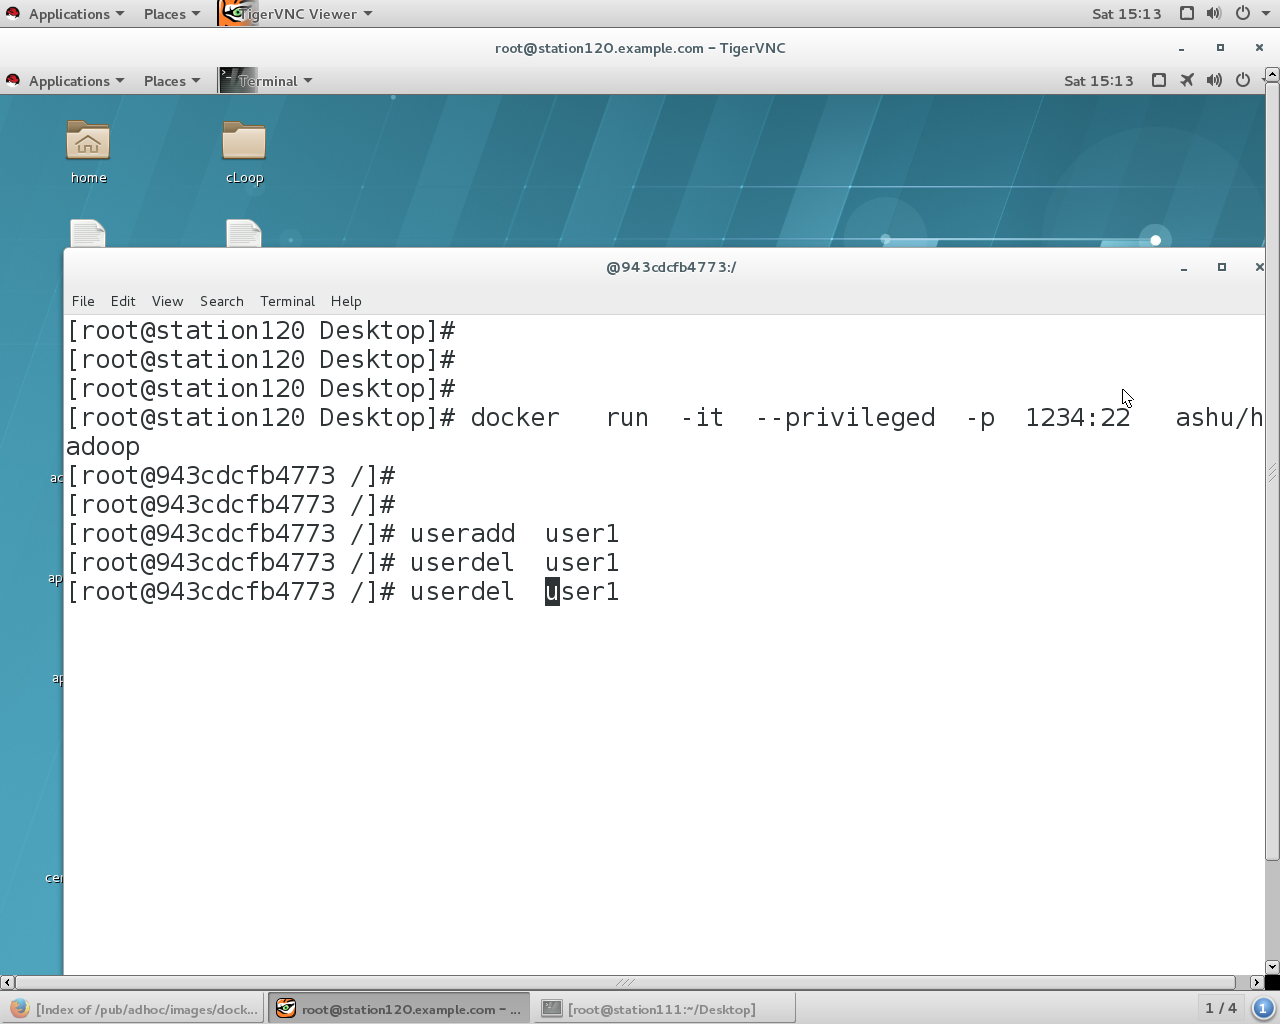 Applications Places TigerVNC Viewer Sat 15:13
root@station120.example.com - TigerVNC
Applications Places Terminal Sat 15:13
home cLoop
@943cdcfb4773:/
File Edit View Search Terminal Help
[root@station120 Desktop]#
[root@station120 Desktop]#
[root@station120 Desktop]#
[root@station120 Desktop]# docker   run  -it  --privileged  -p  1234:22   ashu/h
adoop
[root@943cdcfb4773 /]#
[root@943cdcfb4773 /]#
[root@943cdcfb4773 /]# useradd  user1
[root@943cdcfb4773 /]# userdel  user1
[root@943cdcfb4773 /]# userdel  user1
[Index of /pub/adhoc/images/dock... root@station120.example.com - ... [root@station111:~/Desktop] 1 / 4 1